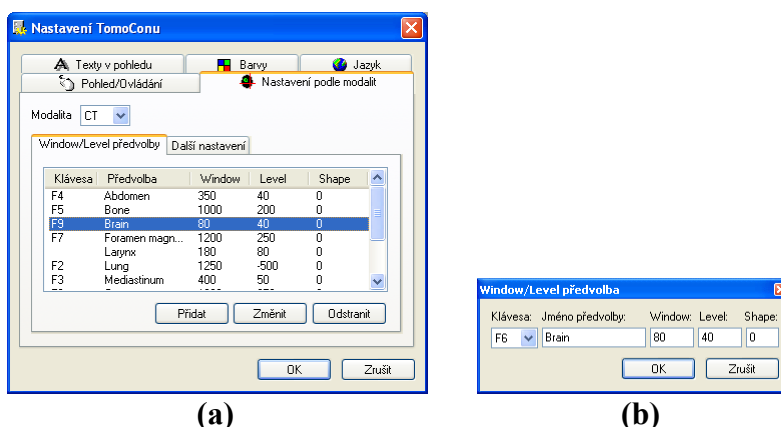 Nastavení TomoConu
Texty v pohledu Barvy Jazyk
Pohled/Ovládání Nastavení podle modalit
Modalita CT
Window/Level předvolby Další nastavení
Klávesa Předvolba Window Level Shape
F4 Abdomen 350 40 0
F5 Bone 1000 200 0
F9 Brain 80 40 0
F7 Foramen magn... 1200 250 0
Larynx 180 80 0
F2 Lung 1250 -500 0
F3 Mediastinum 400 50 0
Přidat Změnit Odstranit
OK Zrušit
(a)
Window/Level předvolba
Klávesa: Jméno předvolby: Window: Level: Shape:
F6 Brain 80 40 0
OK Zrušit
(b)